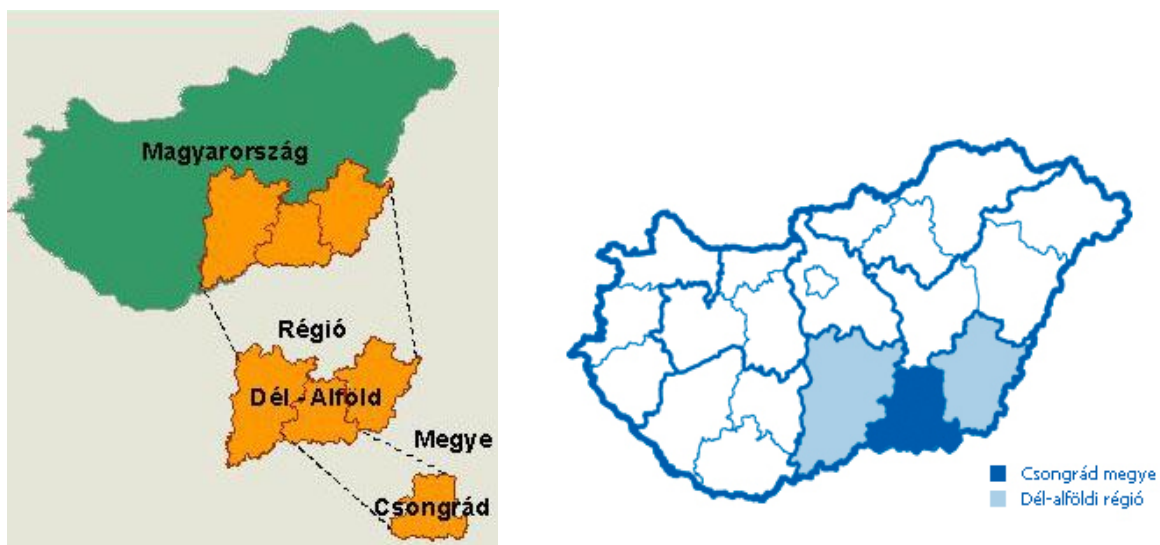 Magyarország
Régió
Dél - Alföld
Megye
Csongrád
Csongrád megye
Dél-alföldi régió